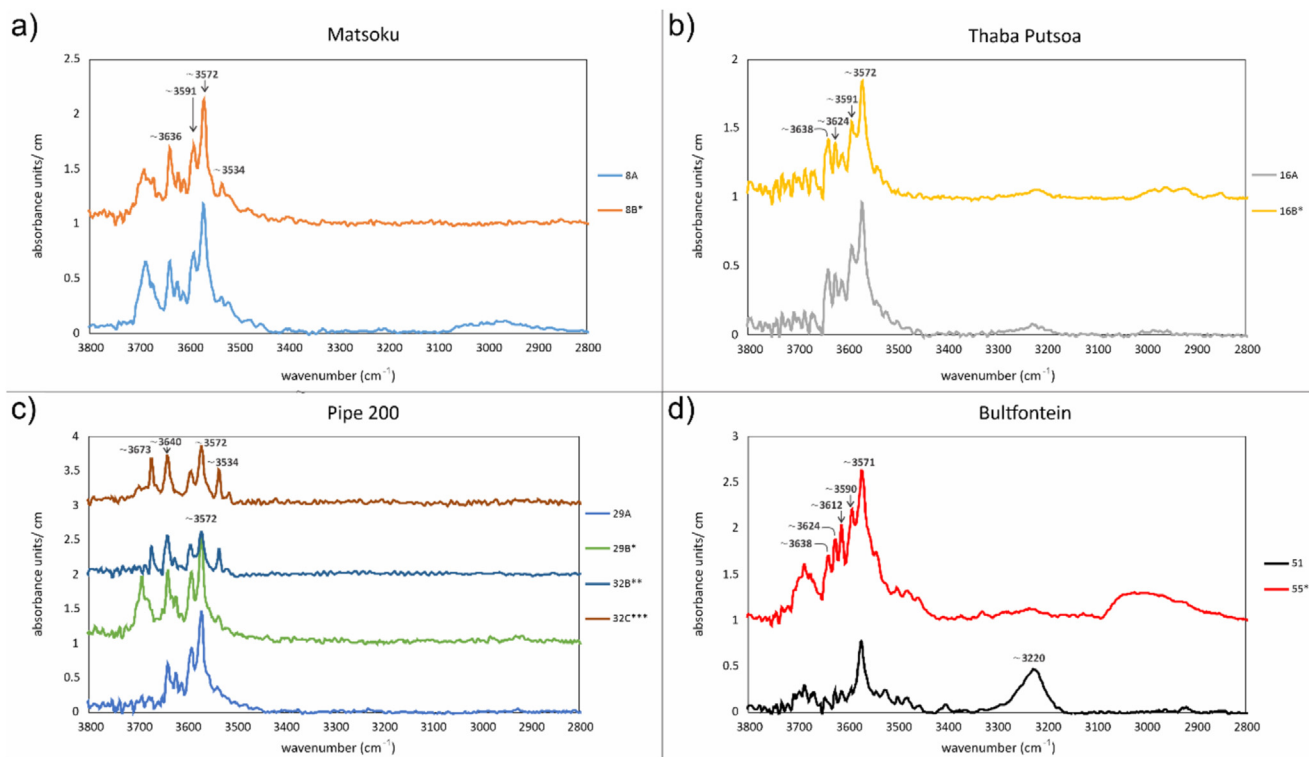 a)
Matsoku
2.5
2
1.5
1
0.5
0
absorbance units/ cm
~3572
~3591
~3636
~3534
8A
8B*
3800 3700 3600 3500 3400 3300 3200 3100 3000 2900 2800
wavenumber (cm⁻¹)
b)
Thaba Putsoa
2
1.5
1
0.5
0
absorbance units/ cm
~3572
~3591
~3624
~3638
16A
16B*
3800 3700 3600 3500 3400 3300 3200 3100 3000 2900 2800
wavenumber (cm⁻¹)
c)
Pipe 200
4
3.5
3
2.5
2
1.5
1
0.5
0
absorbance units/ cm
~3673
~3640
~3572
~3534
~3572
29A
29B*
32B**
32C***
3800 3700 3600 3500 3400 3300 3200 3100 3000 2900 2800
wavenumber (cm⁻¹)
d)
Bultfontein
3
2.5
2
1.5
1
0.5
0
absorbance units/ cm
~3571
~3590
~3612
~3624
~3638
~3220
51
55*
3800 3700 3600 3500 3400 3300 3200 3100 3000 2900 2800
wavenumber (cm⁻¹)